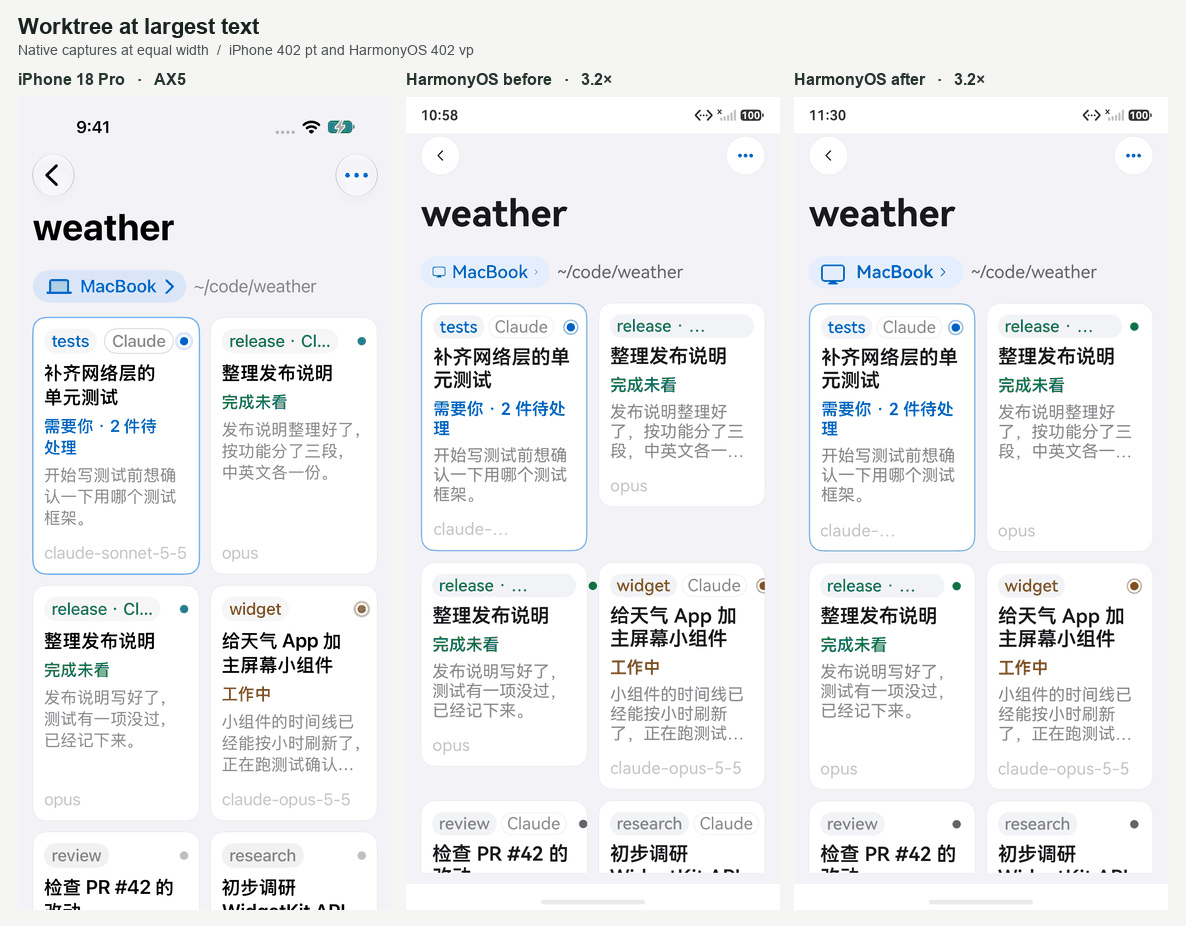 Worktree at largest text
Native captures at equal width / iPhone 402 pt and HarmonyOS 402 vp
iPhone 18 Pro · AX5
9:41
weather
MacBook
~/code/weather
tests
Claude
补齐网络层的
单元测试
需要你 · 2 件待
处理
开始写测试前想确
认一下用哪个测试
框架。
claude-sonnet-5-5
release · Cl...
整理发布说明
完成未看
发布说明整理好了，
按功能分了三段，
中英文各一份。
opus
release · Cl...
整理发布说明
完成未看
发布说明写好了，
测试有一项没过，
已经记下来。
opus
widget
给天气 App 加
主屏幕小组件
工作中
小组件的时间线已
经能按小时刷新了，
正在跑测试确认...
claude-opus-5-5
review
检查 PR #42 的
改动
research
初步调研
WidgetKit API
HarmonyOS before · 3.2×
10:58
100
weather
MacBook
~/code/weather
tests
Claude
补齐网络层的单
元测试
需要你 · 2 件待处
理
开始写测试前想确
认一下用哪个测试
框架。
claude-...
release · ...
整理发布说明
完成未看
发布说明整理好
了，按功能分了三
段，中英文各一...
opus
release · ...
整理发布说明
完成未看
发布说明写好了，
测试有一项没过，
已经记下来。
opus
widget
Claude
给天气 App 加
主屏幕小组件
工作中
小组件的时间线已
经能按小时刷新
了，正在跑测试...
claude-opus-5-5
review
Claude
检查 PR #42 的
改动
research
Claude
初步调研
WidgetKit API
HarmonyOS after · 3.2×
11:30
100
weather
MacBook
~/code/weather
tests
Claude
补齐网络层的单
元测试
需要你 · 2 件待处
理
开始写测试前想确
认一下用哪个测试
框架。
claude-...
release · ...
整理发布说明
完成未看
发布说明整理好
了，按功能分了三
段，中英文各一...
opus
release · ...
整理发布说明
完成未看
发布说明写好了，
测试有一项没过，
已经记下来。
opus
widget
给天气 App 加
主屏幕小组件
工作中
小组件的时间线已
经能按小时刷新
了，正在跑测试...
claude-opus-5-5
review
检查 PR #42 的
改动
research
初步调研
WidgetKit API